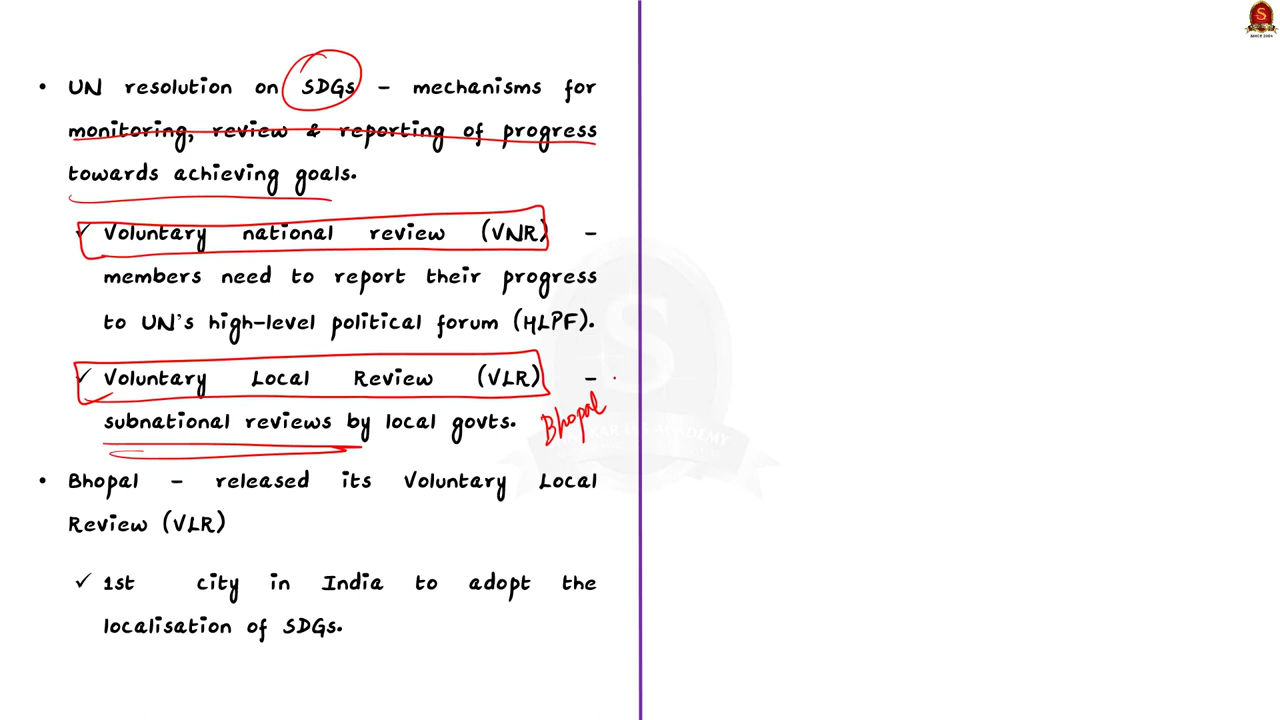 • UN resolution on SDGs - mechanisms for
monitoring, review & reporting of progress
towards achieving goals.
✓ Voluntary national review (VNR) -
members need to report their progress
to UN's high-level political forum (HLPF).
✓ Voluntary Local Review (VLR) -
subnational reviews by local govts.
Bhopal
• Bhopal - released its Voluntary Local
Review (VLR)
✓ 1st city in India to adopt the
localisation of SDGs.
S
SINCE 2004